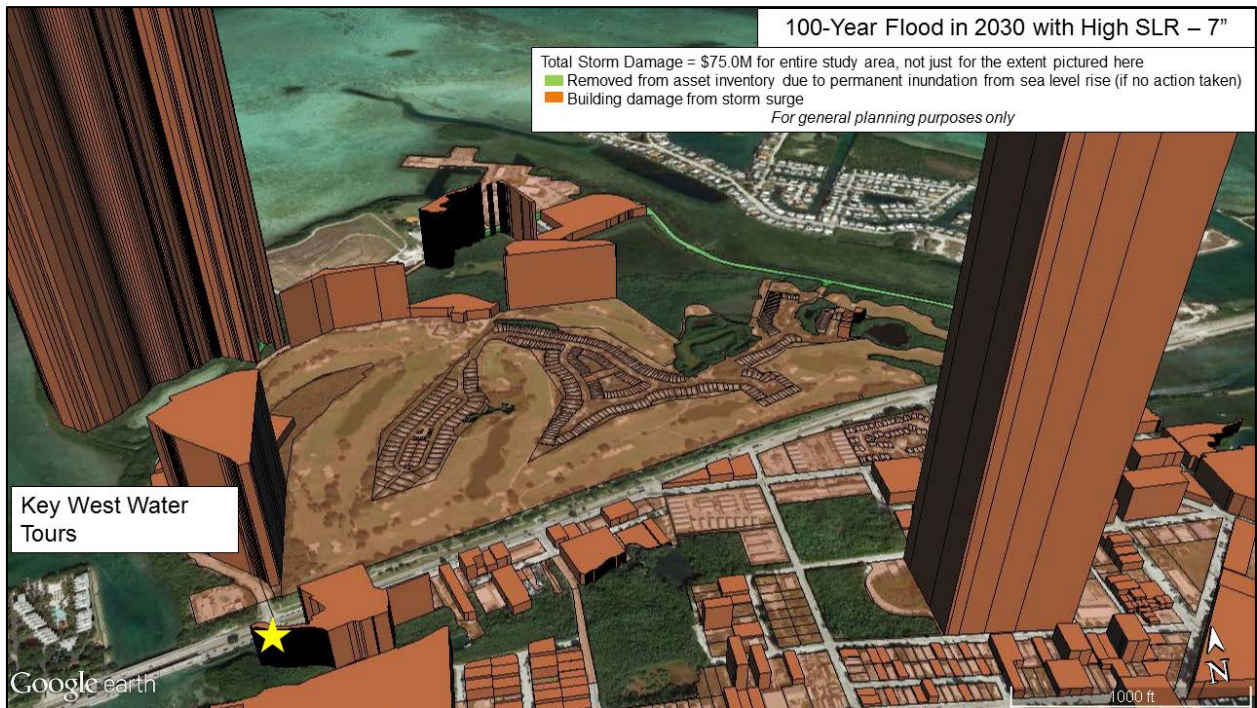 100-Year Flood in 2030 with High SLR – 7”
Total Storm Damage = $75.0M for entire study area, not just for the extent pictured here
Removed from asset inventory due to permanent inundation from sea level rise (if no action taken)
Building damage from storm surge
For general planning purposes only
Key West Water
Tours
Google earth
N
1000 ft